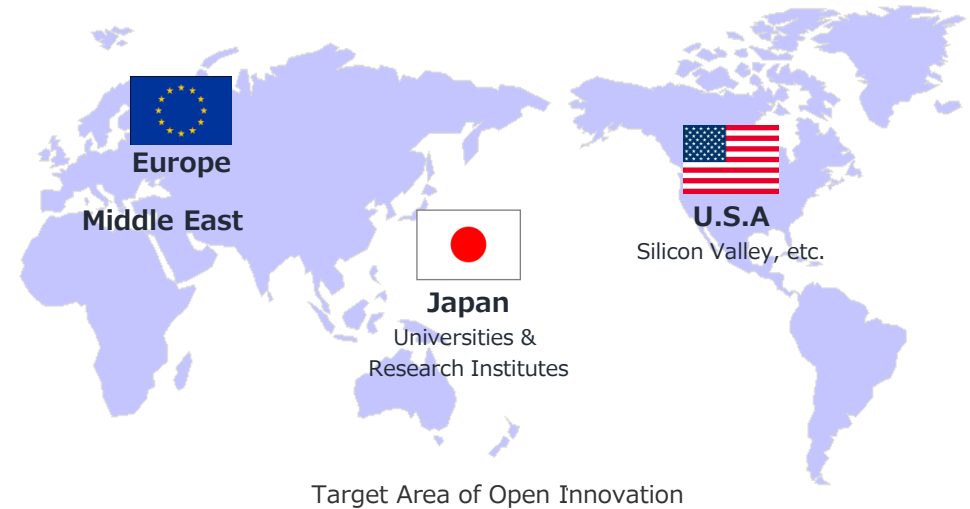 Europe
Middle East
Japan
Universities &
Research Institutes
U.S.A
Silicon Valley, etc.
Target Area of Open Innovation